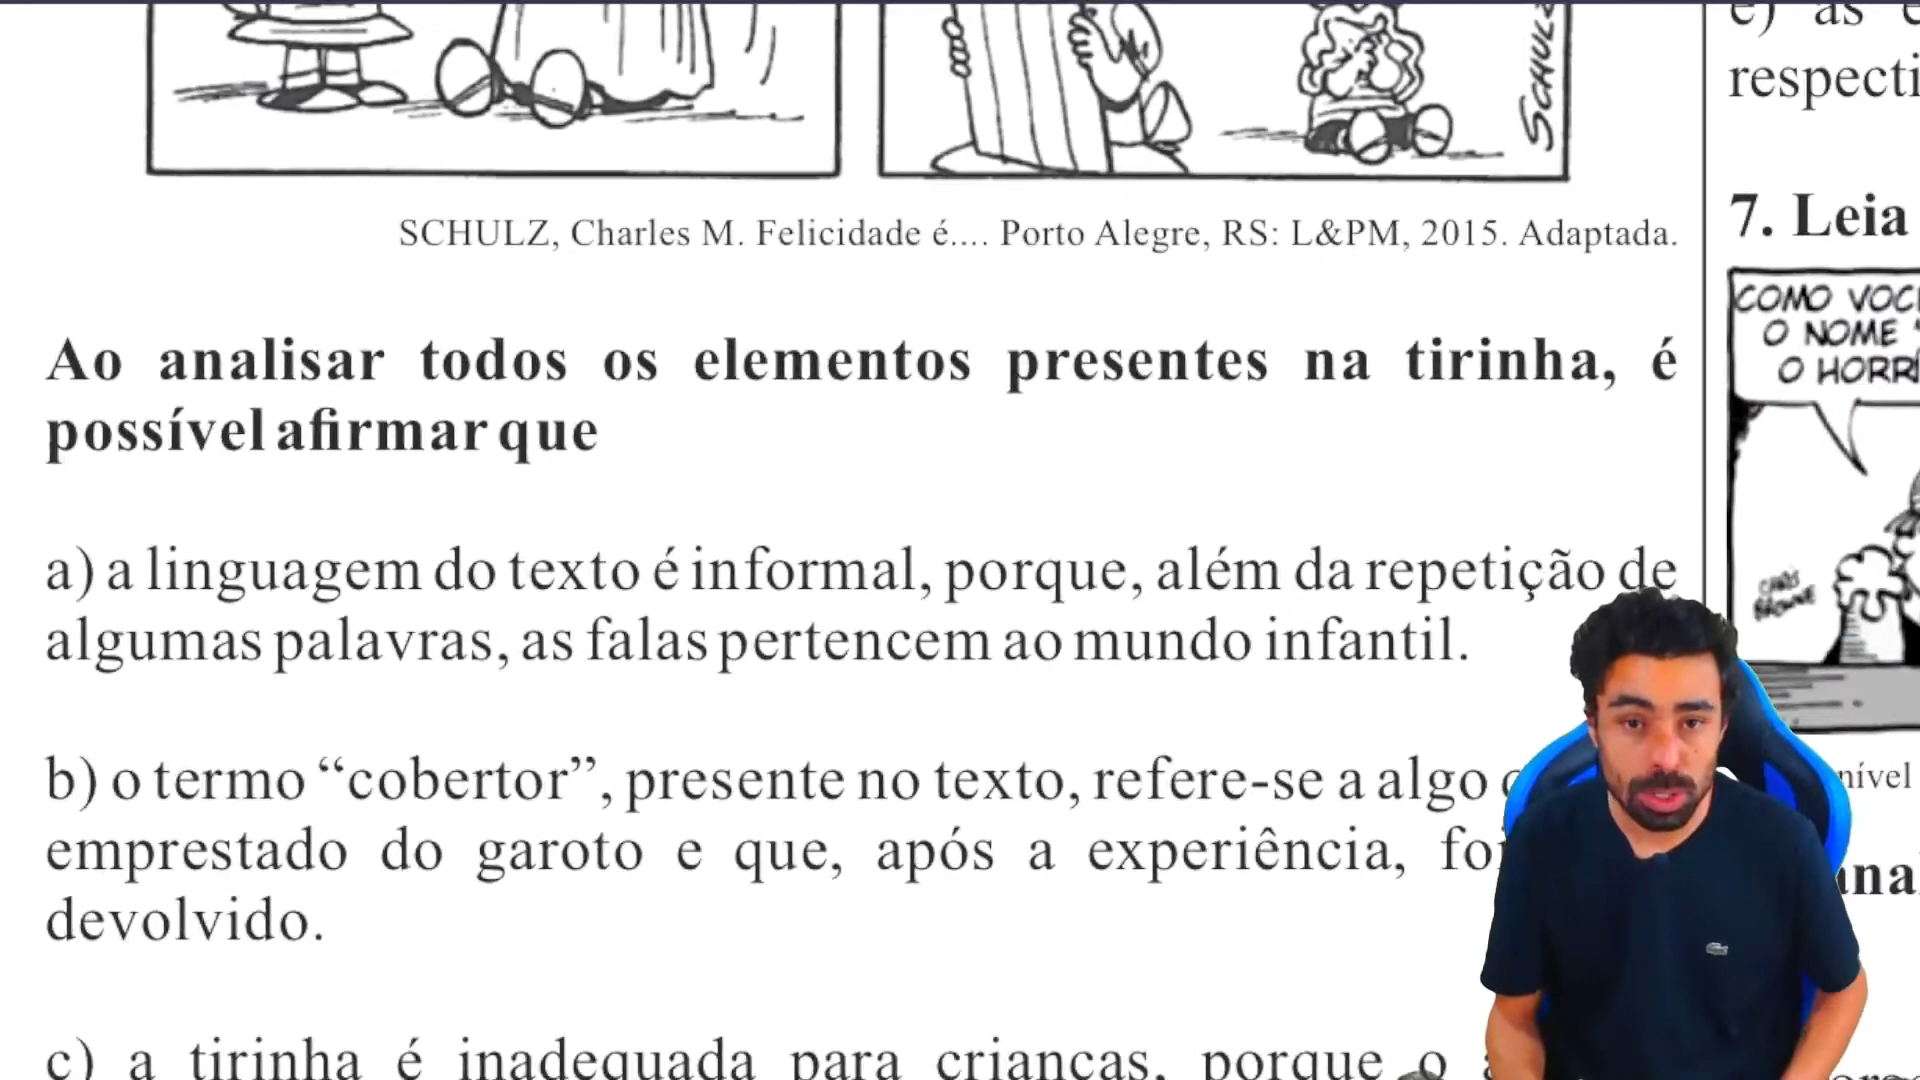 SCHULZ
SCHULZ, Charles M. Felicidade é.... Porto Alegre, RS: L&PM, 2015. Adaptada.
Ao analisar todos os elementos presentes na tirinha, é
possível afirmar que
a) a linguagem do texto é informal, porque, além da repetição de
algumas palavras, as falas pertencem ao mundo infantil.
b) o termo “cobertor”, presente no texto, refere-se a algo
emprestado do garoto e que, após a experiência, foi
devolvido.
c) a tirinha é inadequada para crianças, porque o
e) as
respecti
7. Leia
COMO VOC
O NOME
O HORRÍ
nível